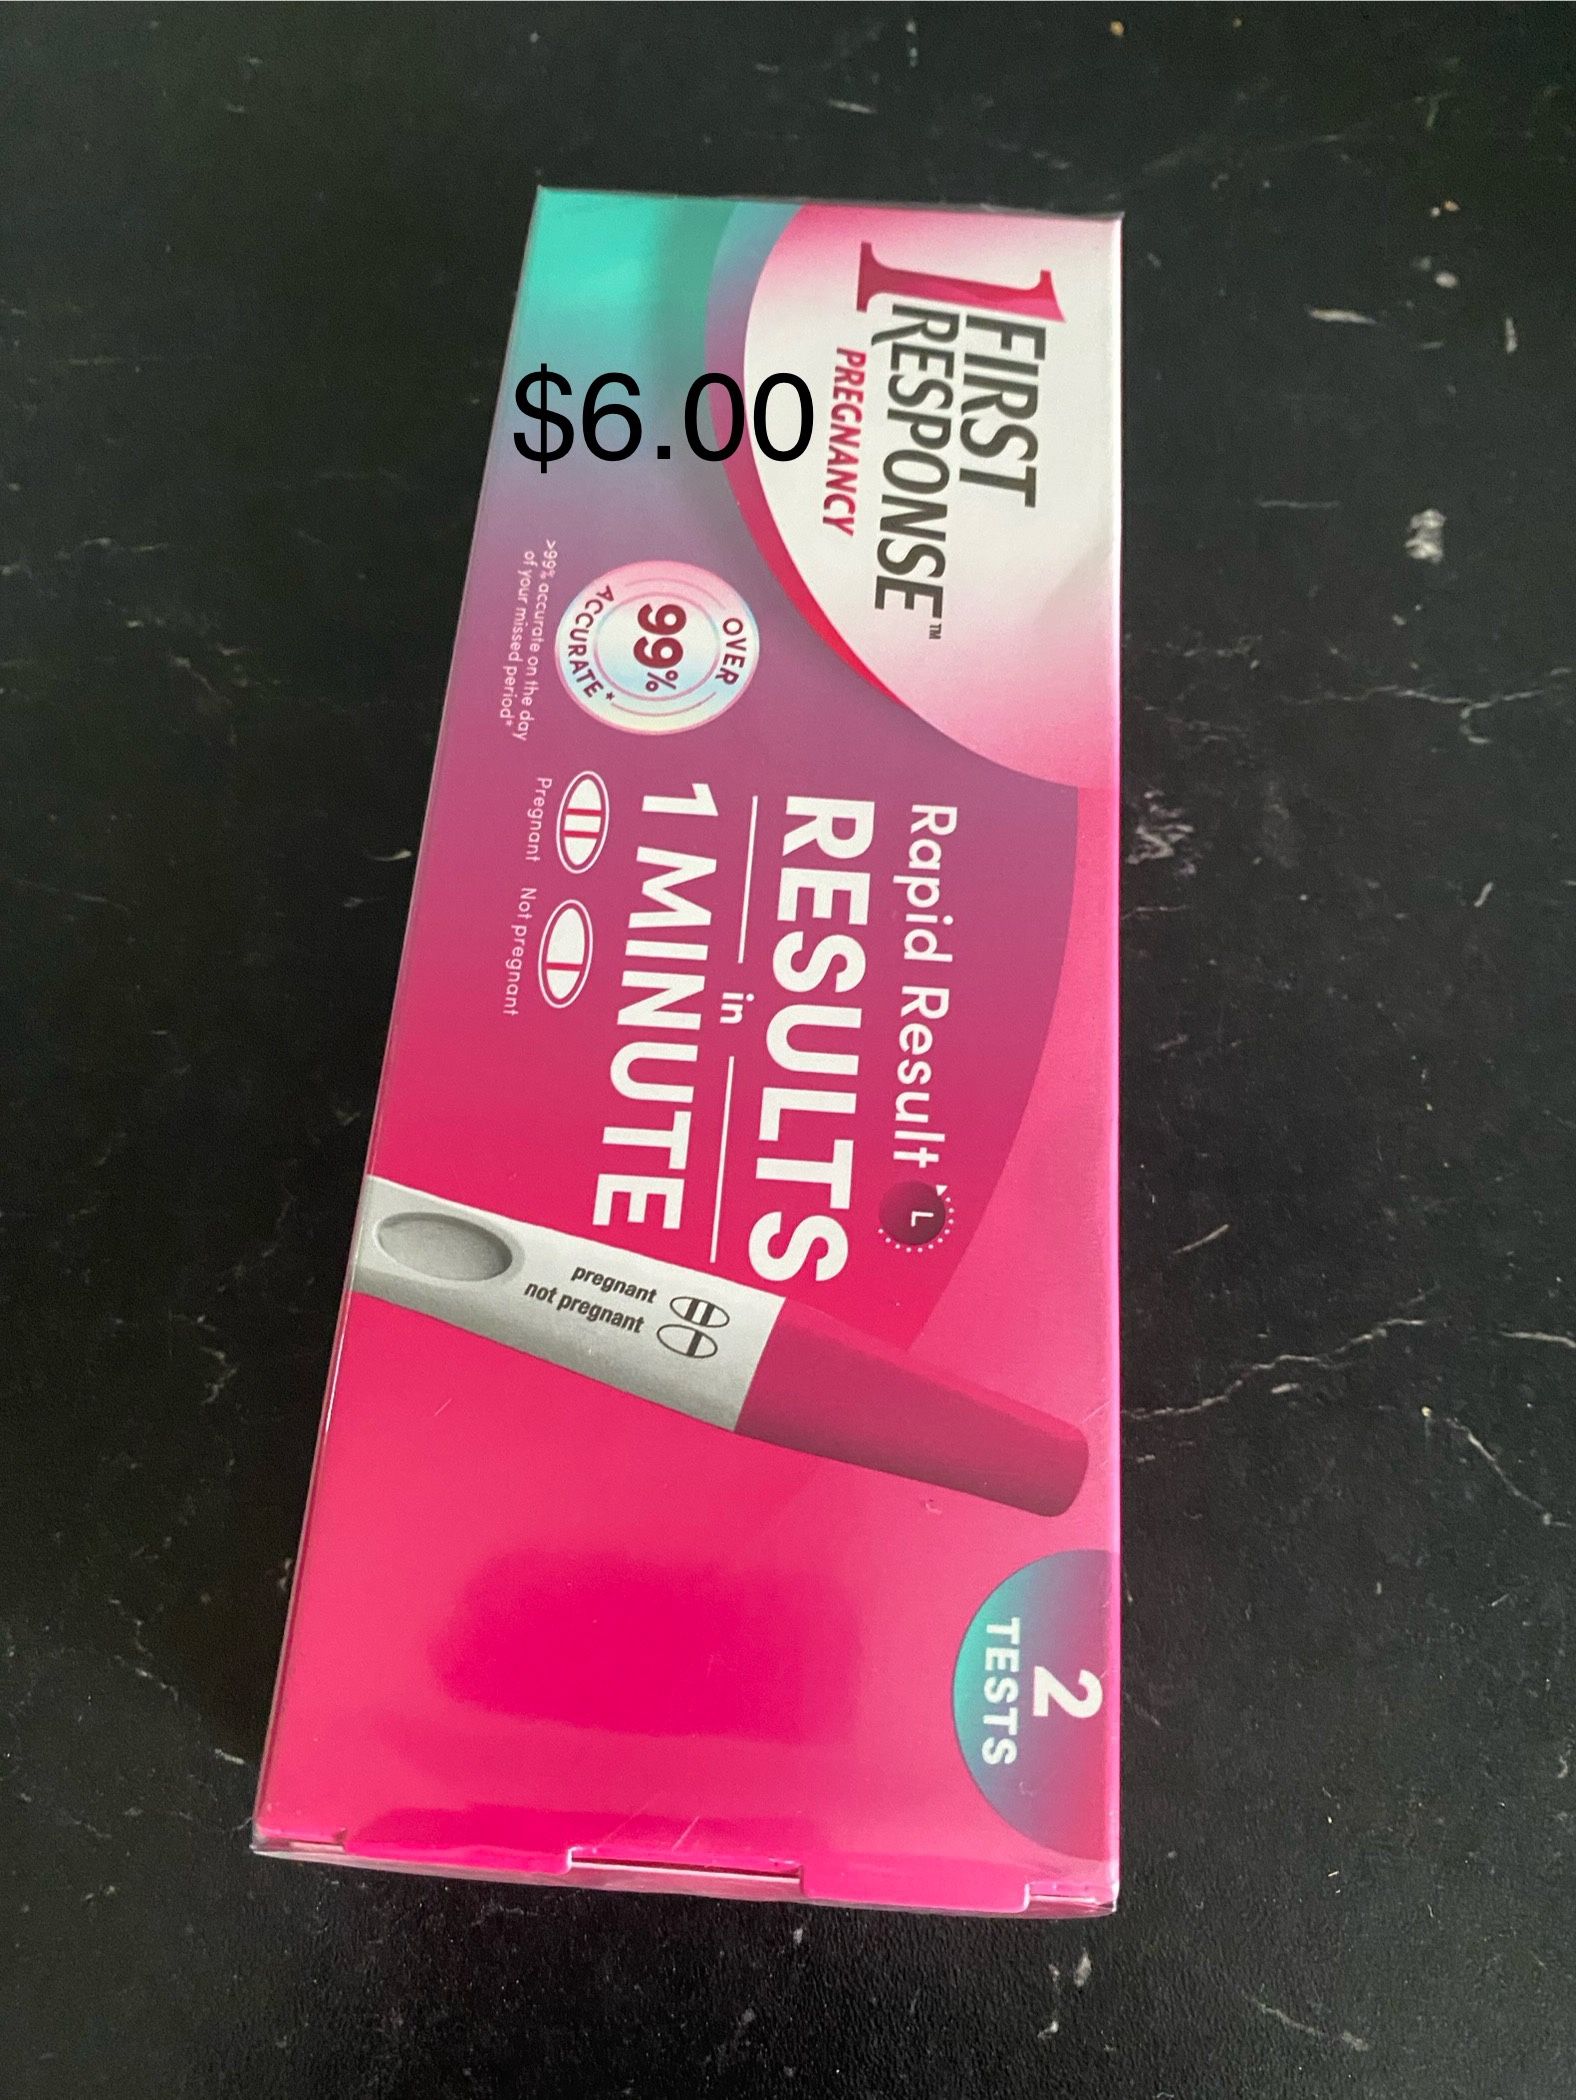 $6.00
1 FIRST
RESPONSE™
PREGNANCY
Rapid Result
RESULTS
in
1 MINUTE
OVER
99%
ACCURATE*
>99% accurate on the day
of your missed period*
Pregnant
Not pregnant
pregnant
not pregnant
2
TESTS